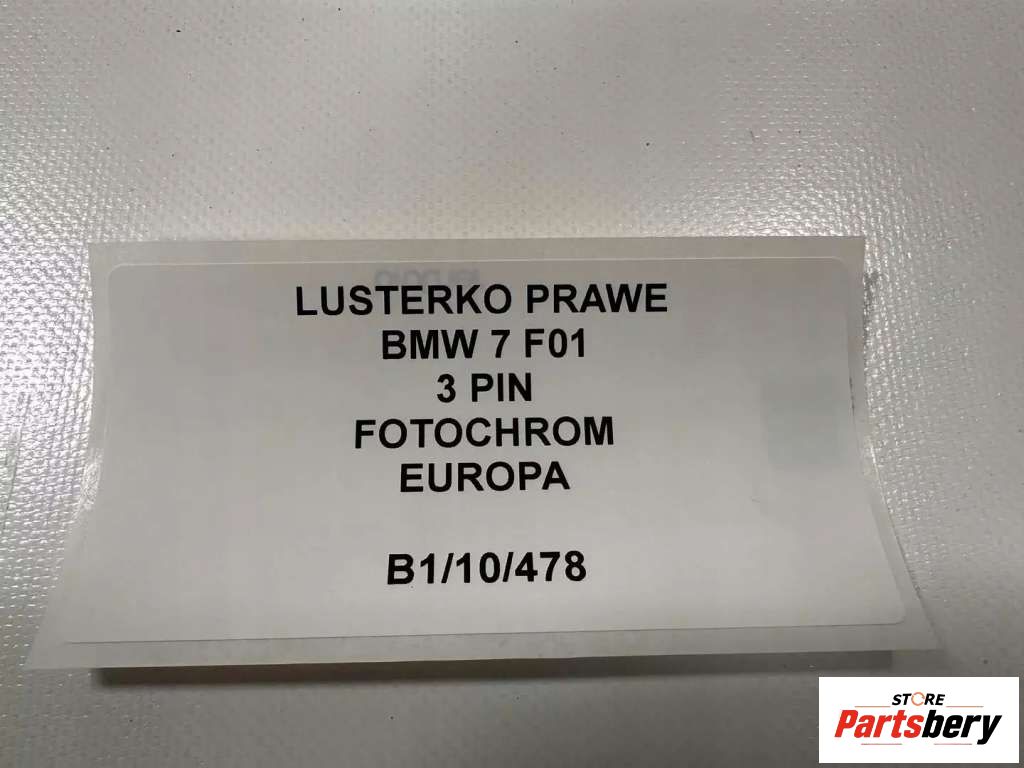 LUSTERKO PRAWE
BMW 7 F01
3 PIN
FOTOCHROM
EUROPA
B1/10/478
STORE
Partsbery